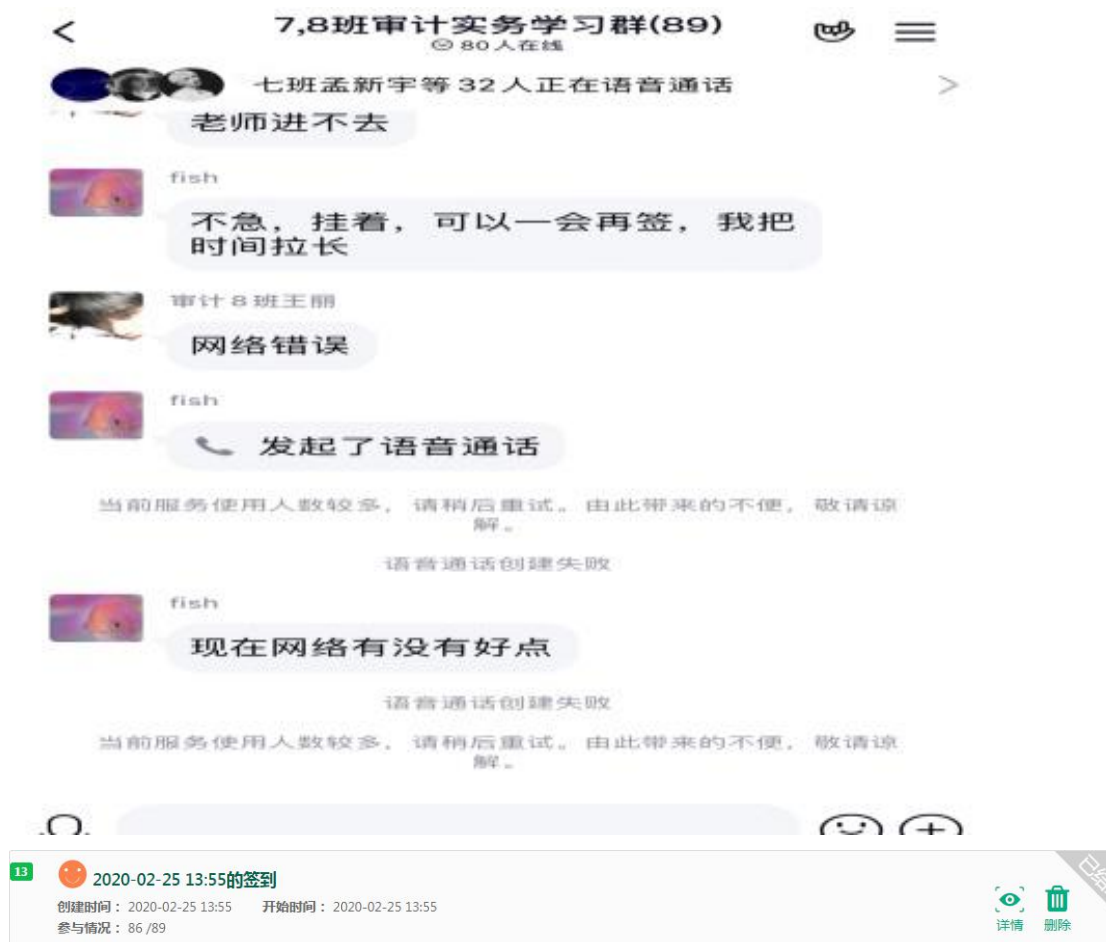 7,8班审计实务学习群(89)
80人在线
七班孟新宇等32人正在语音通话
老师进不去
fish
不急，挂着，可以一会再签，我把
时间拉长
审计8班王丽
网络错误
fish
发起了语音通话
当前服务使用人数较多，请稍后重试。由此带来的不便，敬请谅
解。
语音通话创建失败
fish
现在网络有没有好点
语音通话创建失败
当前服务使用人数较多，请稍后重试。由此带来的不便，敬请谅
解。
13
2020-02-25 13:55的签到
创建时间： 2020-02-25 13:55 开始时间： 2020-02-25 13:55
参与情况： 86 /89
详情 删除